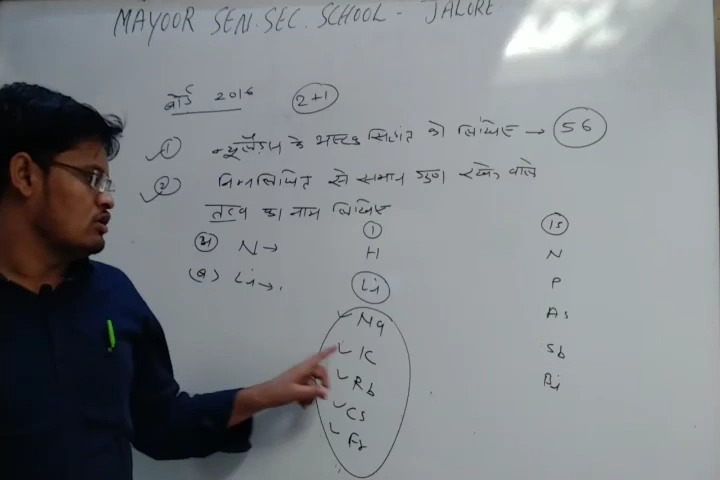 MAYOOR SEN. SEC. SCHOOL - JALORE
बोर्ड 2016 2+1
① न्यूलैंड्स के अष्टक सिद्धांत को लिखिए → 56
② निम्नलिखित से समान गुण रखने वाले
तत्व का नाम लिखिए
① 15
(अ) N → H N
(ब) Li → Li P
Na As
K Sb
Rb Bi
Cs
Fr